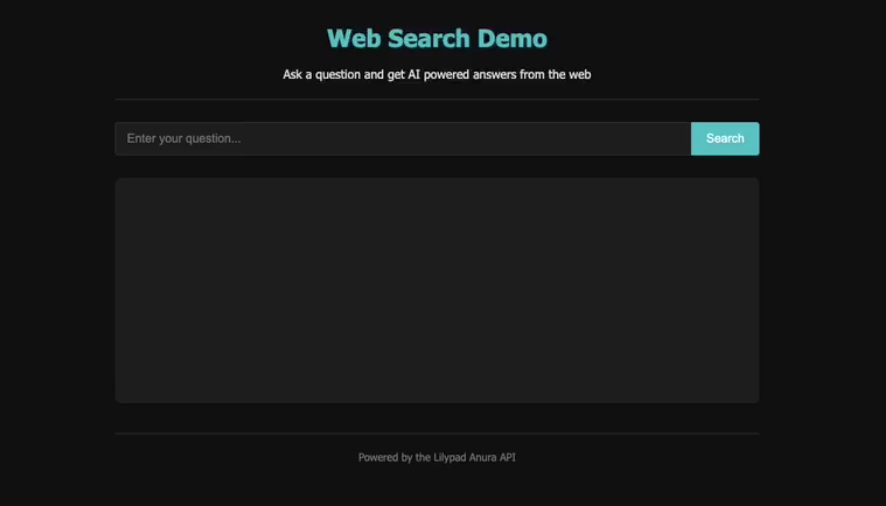 Web Search Demo
Ask a question and get AI powered answers from the web
Enter your question...
Search
Powered by the Lilypad Anura API